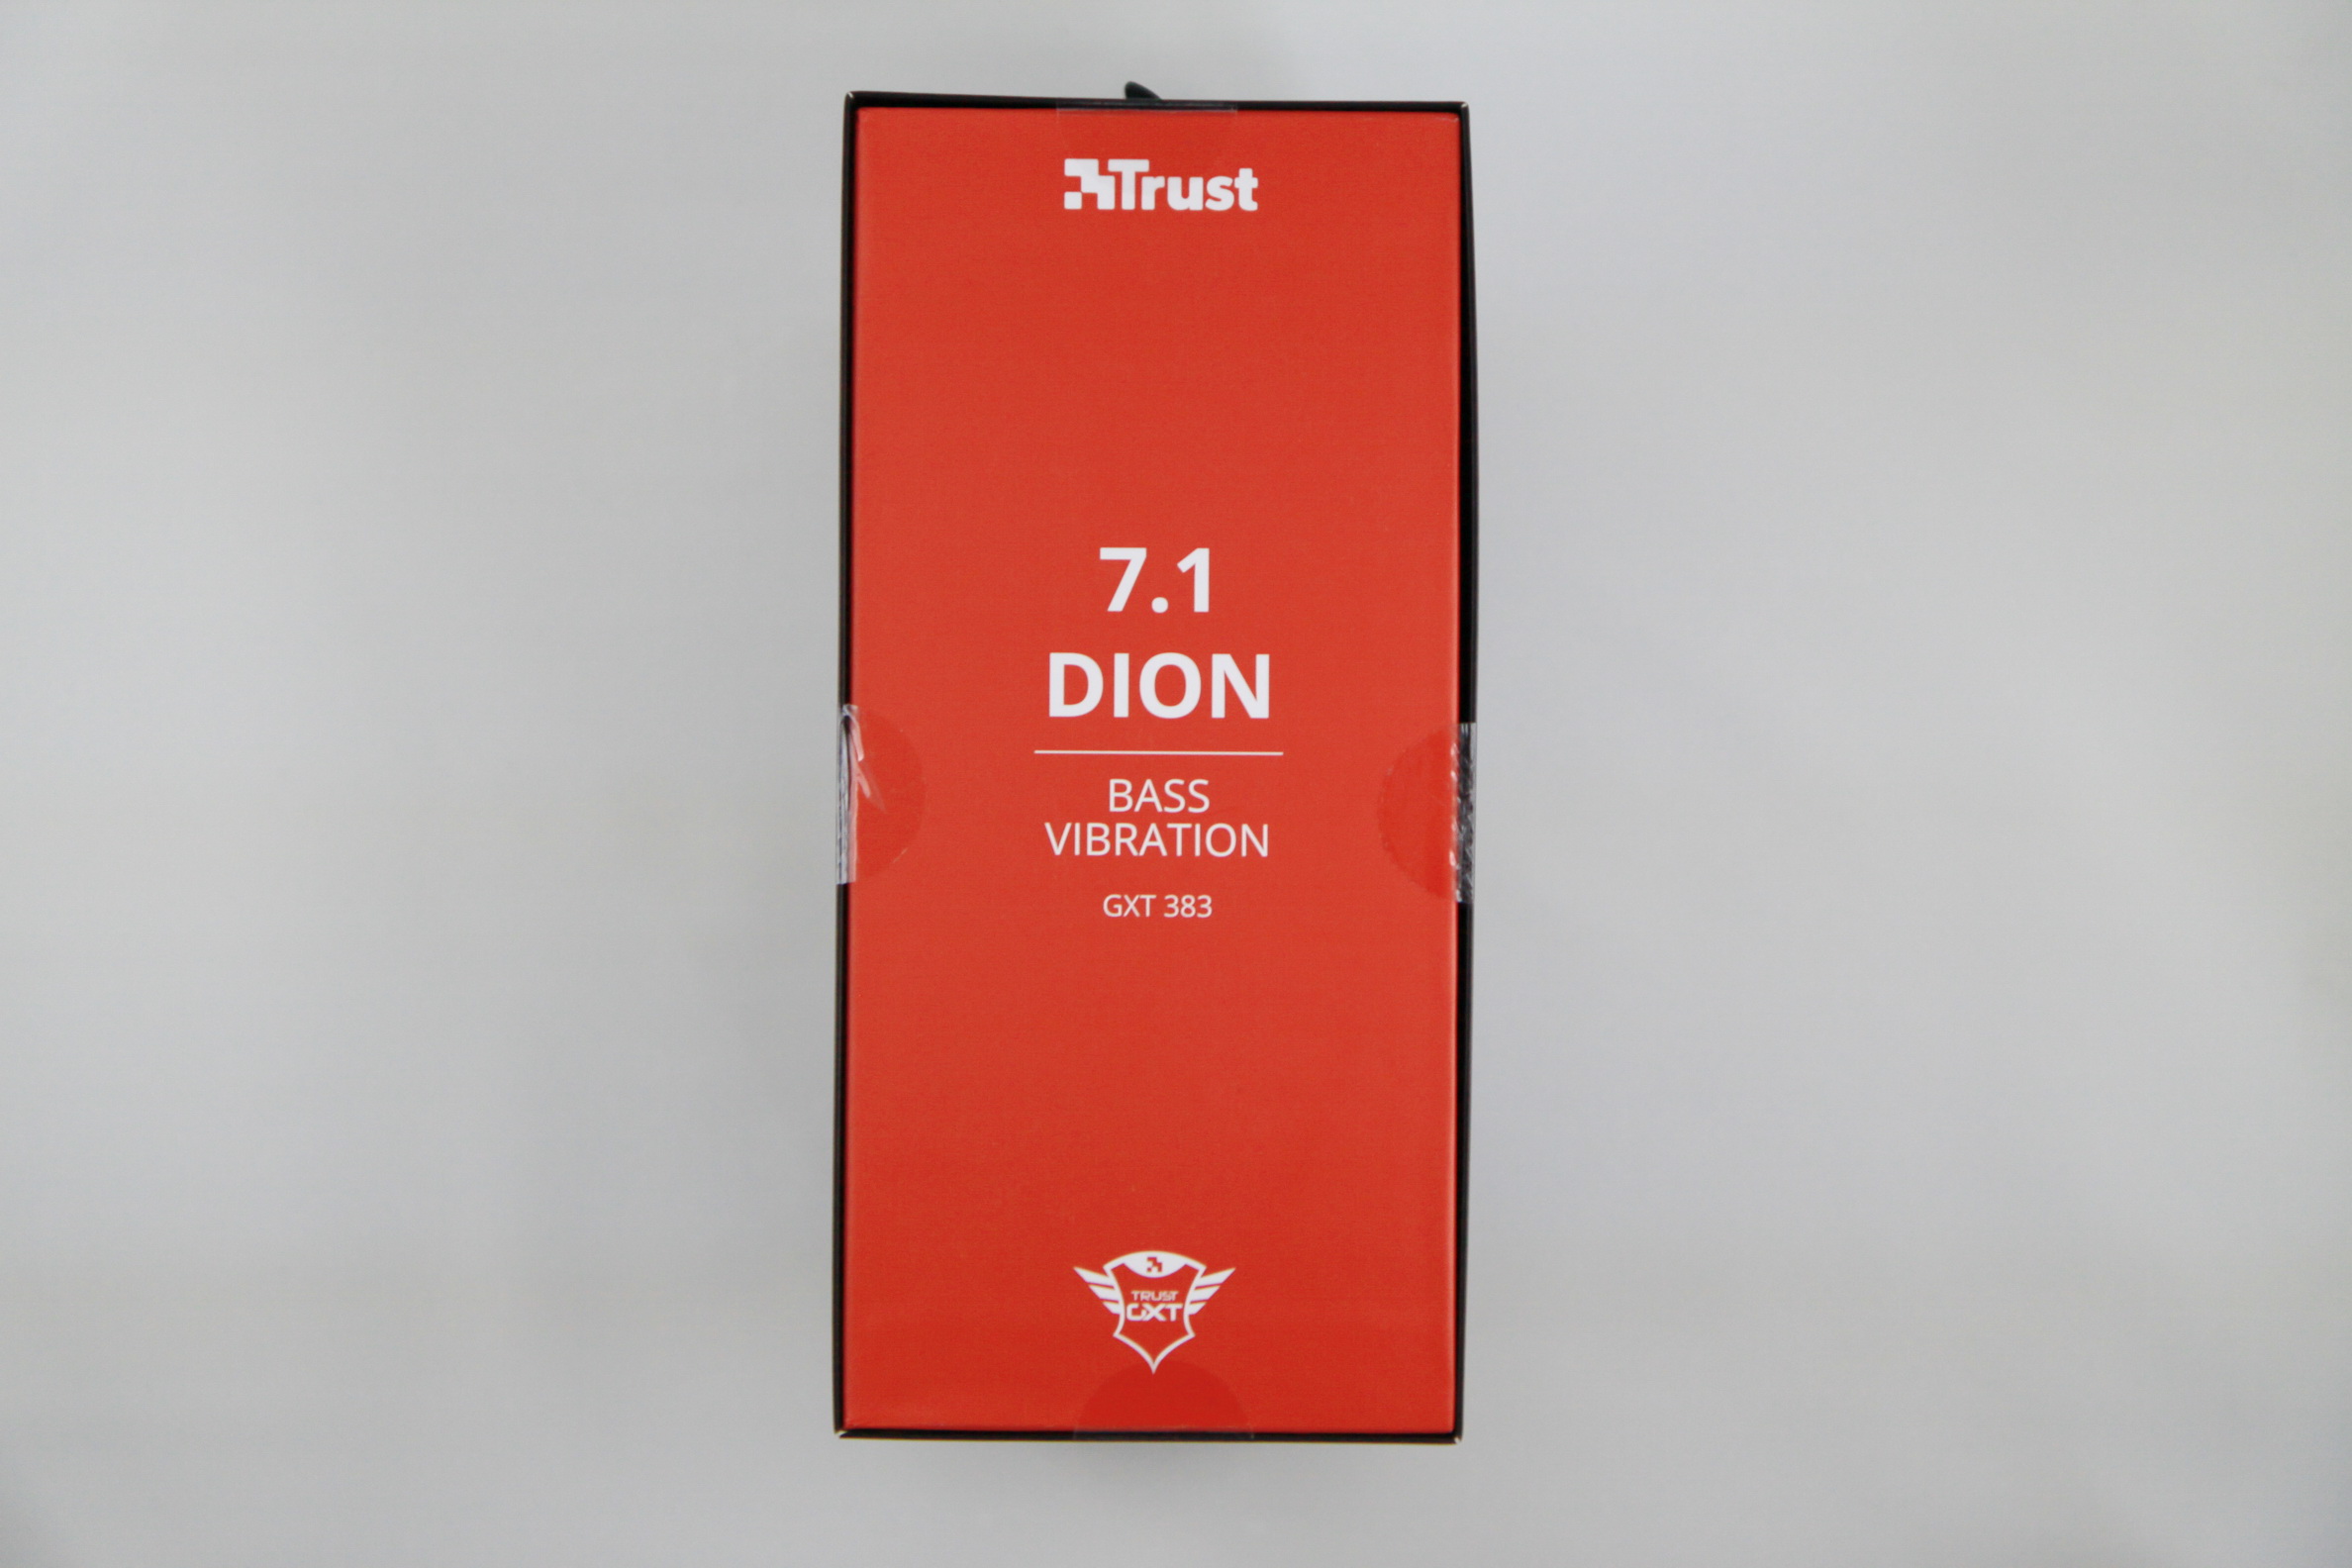 Trust
7.1
DION
BASS
VIBRATION
GXT 383
TRUST
GXT